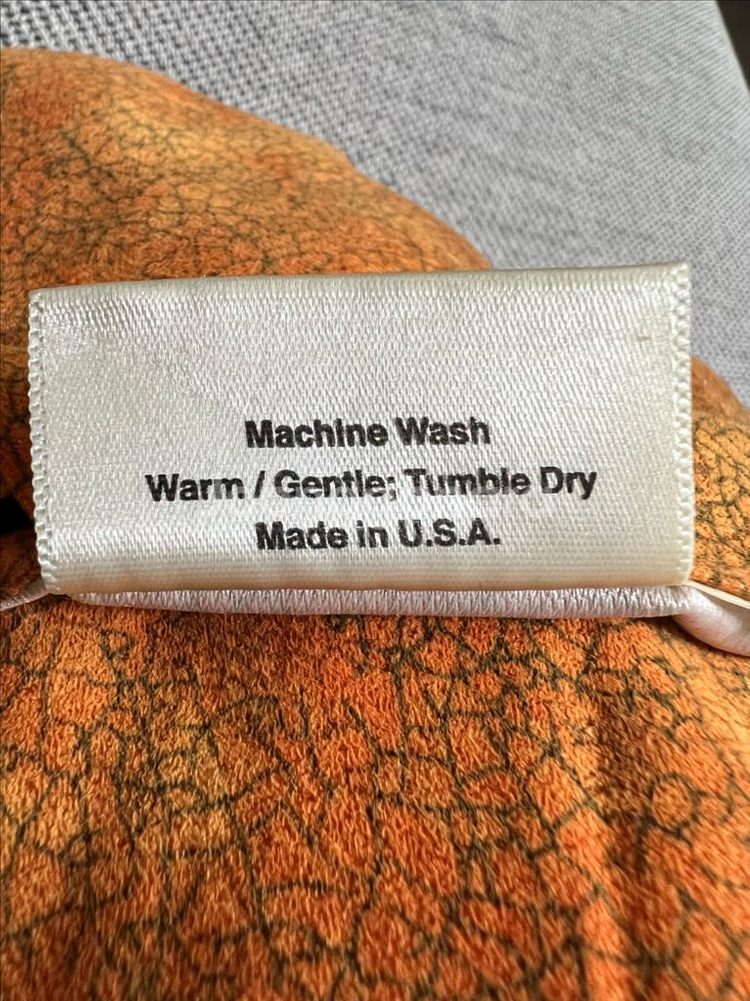 Machine Wash
Warm / Gentle; Tumble Dry
Made in U.S.A.